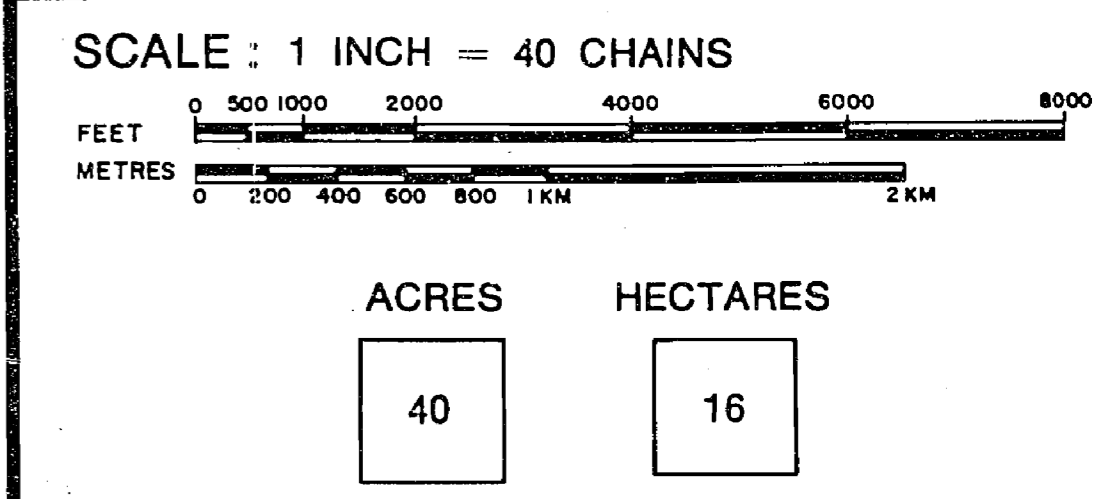 SCALE : 1 INCH = 40 CHAINS
0 500 1000 2000 4000 6000 8000
FEET
METRES
0 200 400 600 800 1 KM 2 KM
ACRES HECTARES
40 16